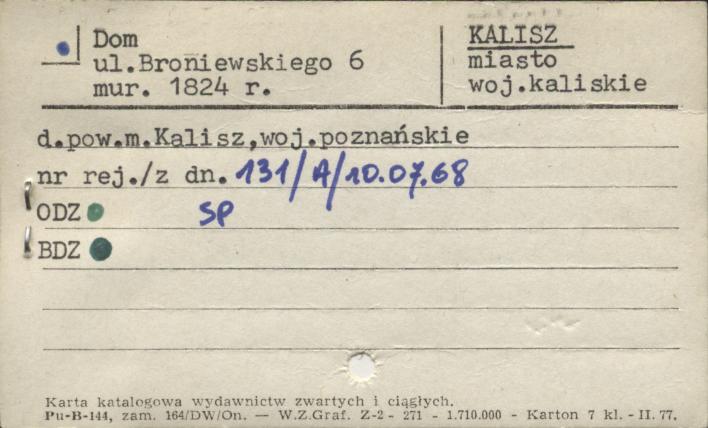 Dom
ul.Broniewskiego 6
mur. 1824 r.
KALISZ
miasto
woj.kaliskie
d.pow.m.Kalisz,woj.poznańskie
nr rej./z dn. 131/A/10.07.68
ODZ SP
BDZ
Karta katalogowa wydawnictw zwartych i ciągłych.
Pu-B-144, zam. 164/DW/On. — W.Z.Graf. Z-2 - 271 - 1.710.000 - Karton 7 kl. - II. 77.